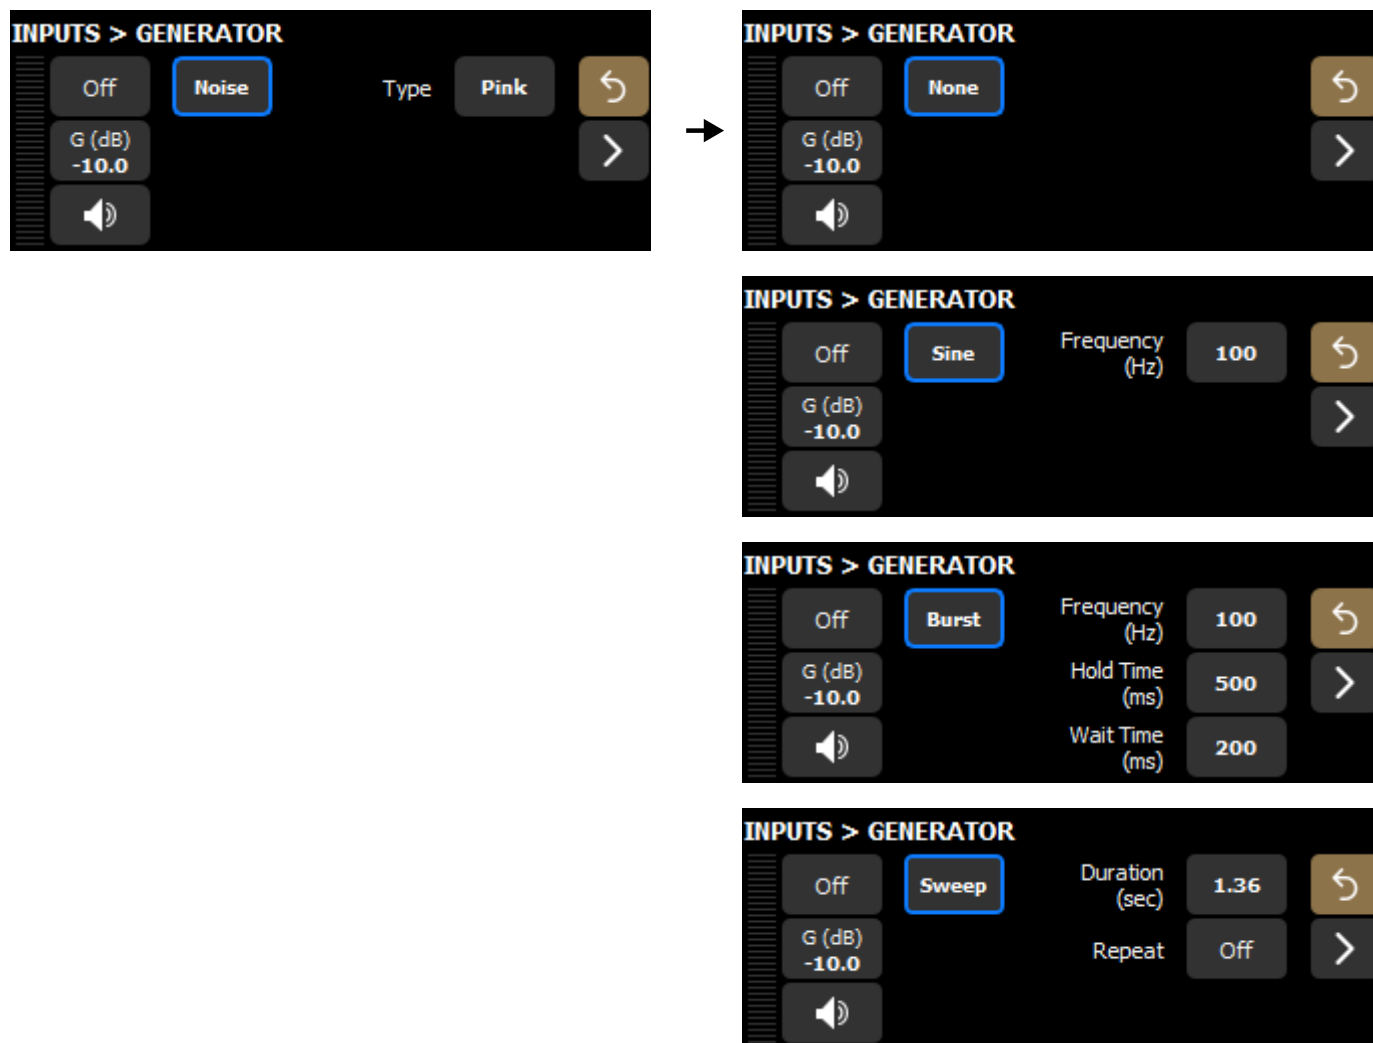 INPUTS > GENERATOR
Off Noise Type Pink
G (dB)
-10.0
INPUTS > GENERATOR
Off None
G (dB)
-10.0
INPUTS > GENERATOR
Off Sine Frequency (Hz) 100
G (dB)
-10.0
INPUTS > GENERATOR
Off Burst Frequency (Hz) 100
G (dB)
-10.0
Hold Time (ms) 500
Wait Time (ms) 200
INPUTS > GENERATOR
Off Sweep Duration (sec) 1.36
G (dB)
-10.0
Repeat Off